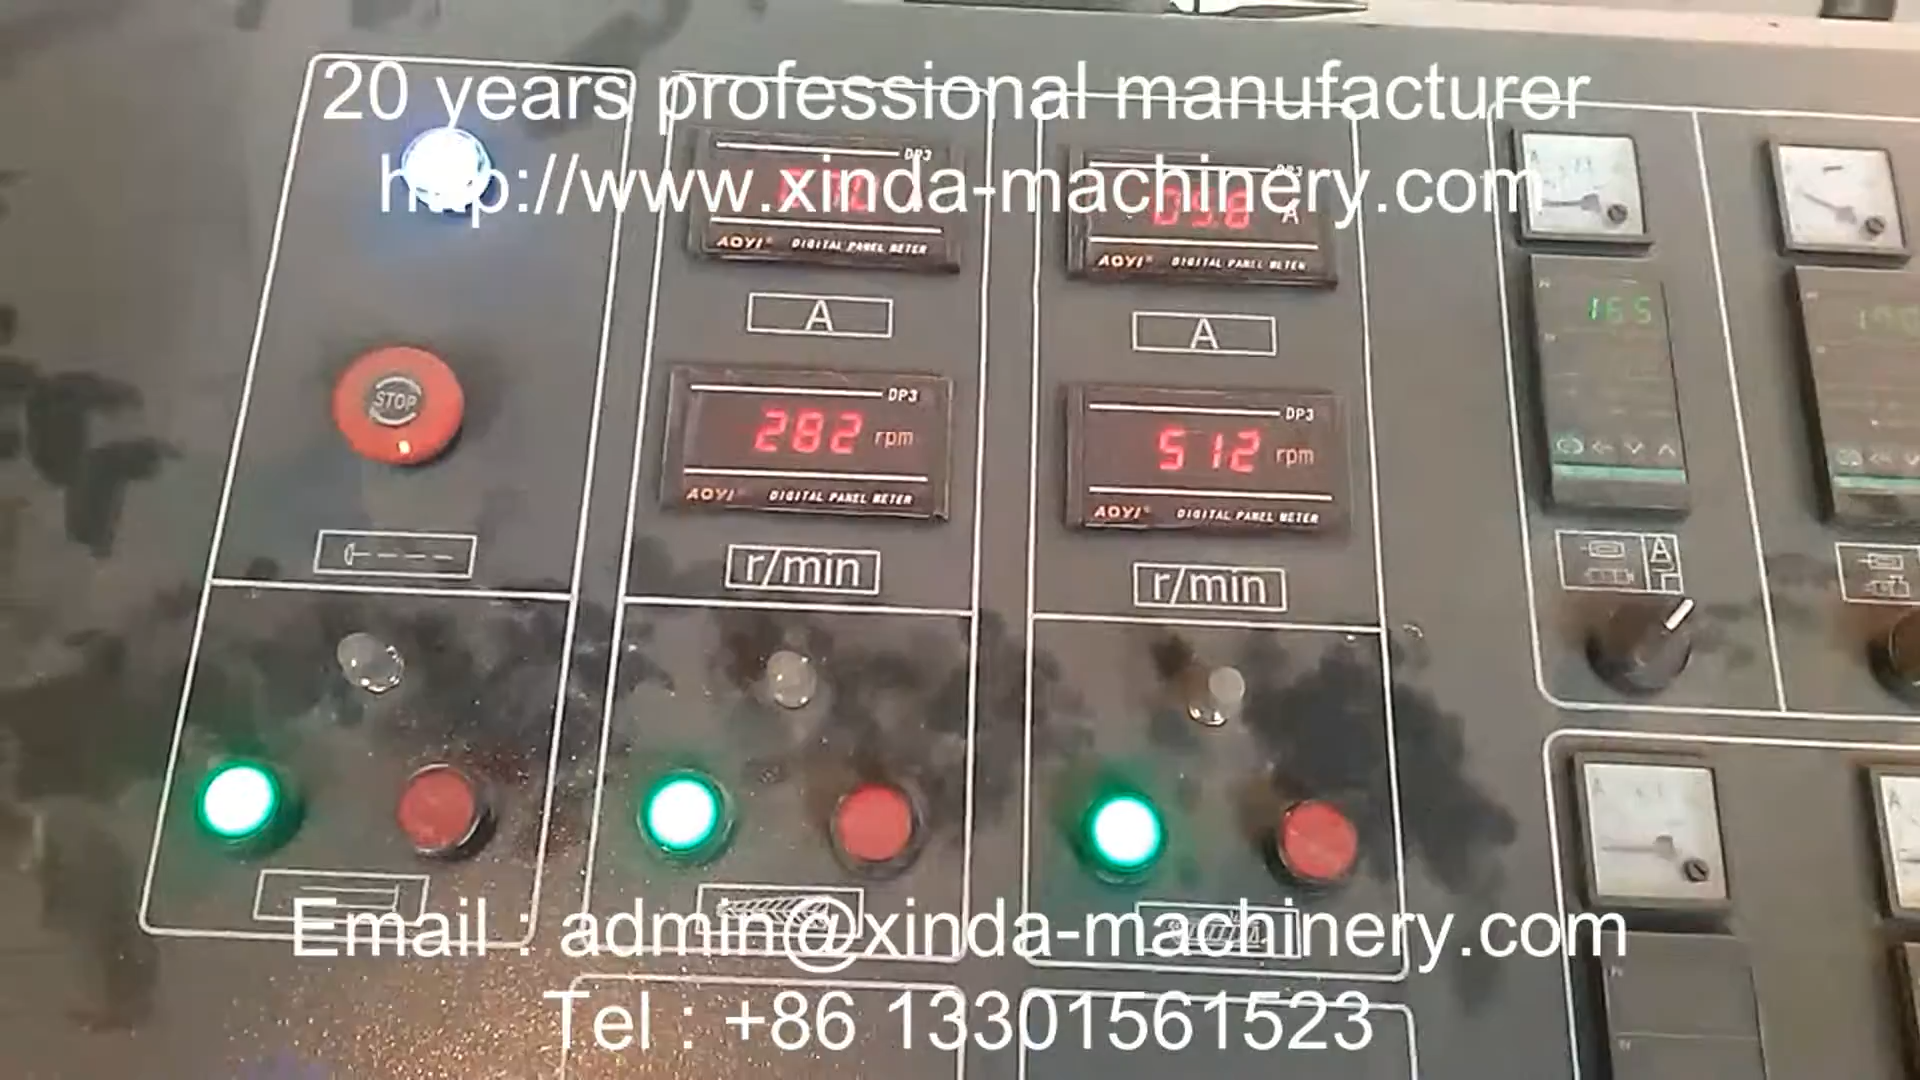 20 years professional manufacturer
http://www.xinda-machinery.com
DP3
DP3
A
AOYI® DIGITAL PANEL METER
AOYI® DIGITAL PANEL METER
A
A
165
STOP
DP3
282 rpm
AOYI® DIGITAL PANEL METER
DP3
512 rpm
AOYI® DIGITAL PANEL METER
r/min
r/min
A
A
Email : admin@xinda-machinery.com
Tel : +86 13301561523